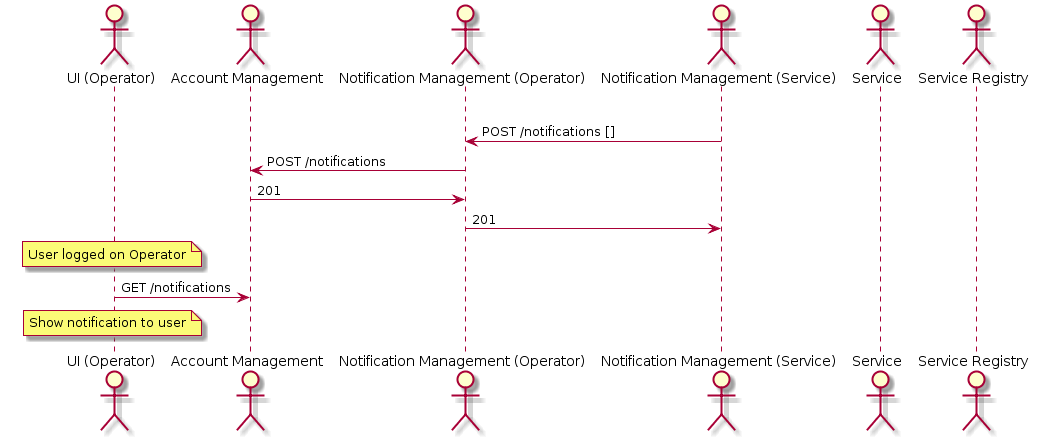 UI (Operator) Account Management Notification Management (Operator) Notification Management (Service) Service Service Registry
POST /notifications []
POST /notifications
201
201
User logged on Operator
GET /notifications
Show notification to user
UI (Operator) Account Management Notification Management (Operator) Notification Management (Service) Service Service Registry